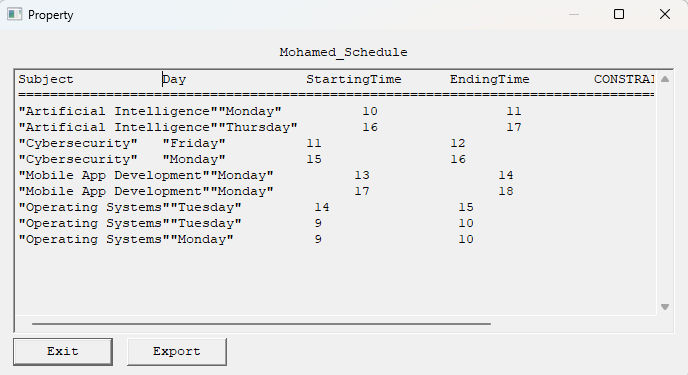 Property
Mohamed_Schedule
Subject Day StartingTime EndingTime CONSTRAI
================================================================================
"Artificial Intelligence""Monday" 10 11
"Artificial Intelligence""Thursday" 16 17
"Cybersecurity" "Friday" 11 12
"Cybersecurity" "Monday" 15 16
"Mobile App Development""Monday" 13 14
"Mobile App Development""Monday" 17 18
"Operating Systems""Tuesday" 14 15
"Operating Systems""Tuesday" 9 10
"Operating Systems""Monday" 9 10
Exit Export